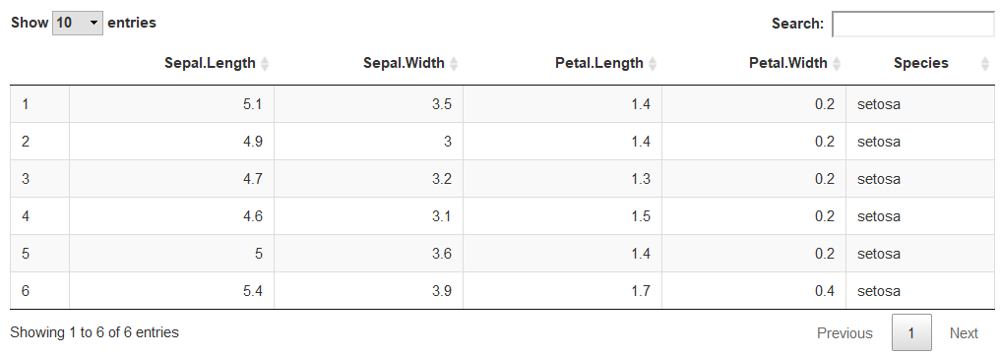 Show 10 entries Search:
Sepal.Length Sepal.Width Petal.Length Petal.Width Species
1 5.1 3.5 1.4 0.2 setosa
2 4.9 3 1.4 0.2 setosa
3 4.7 3.2 1.3 0.2 setosa
4 4.6 3.1 1.5 0.2 setosa
5 5 3.6 1.4 0.2 setosa
6 5.4 3.9 1.7 0.4 setosa
Showing 1 to 6 of 6 entries Previous 1 Next